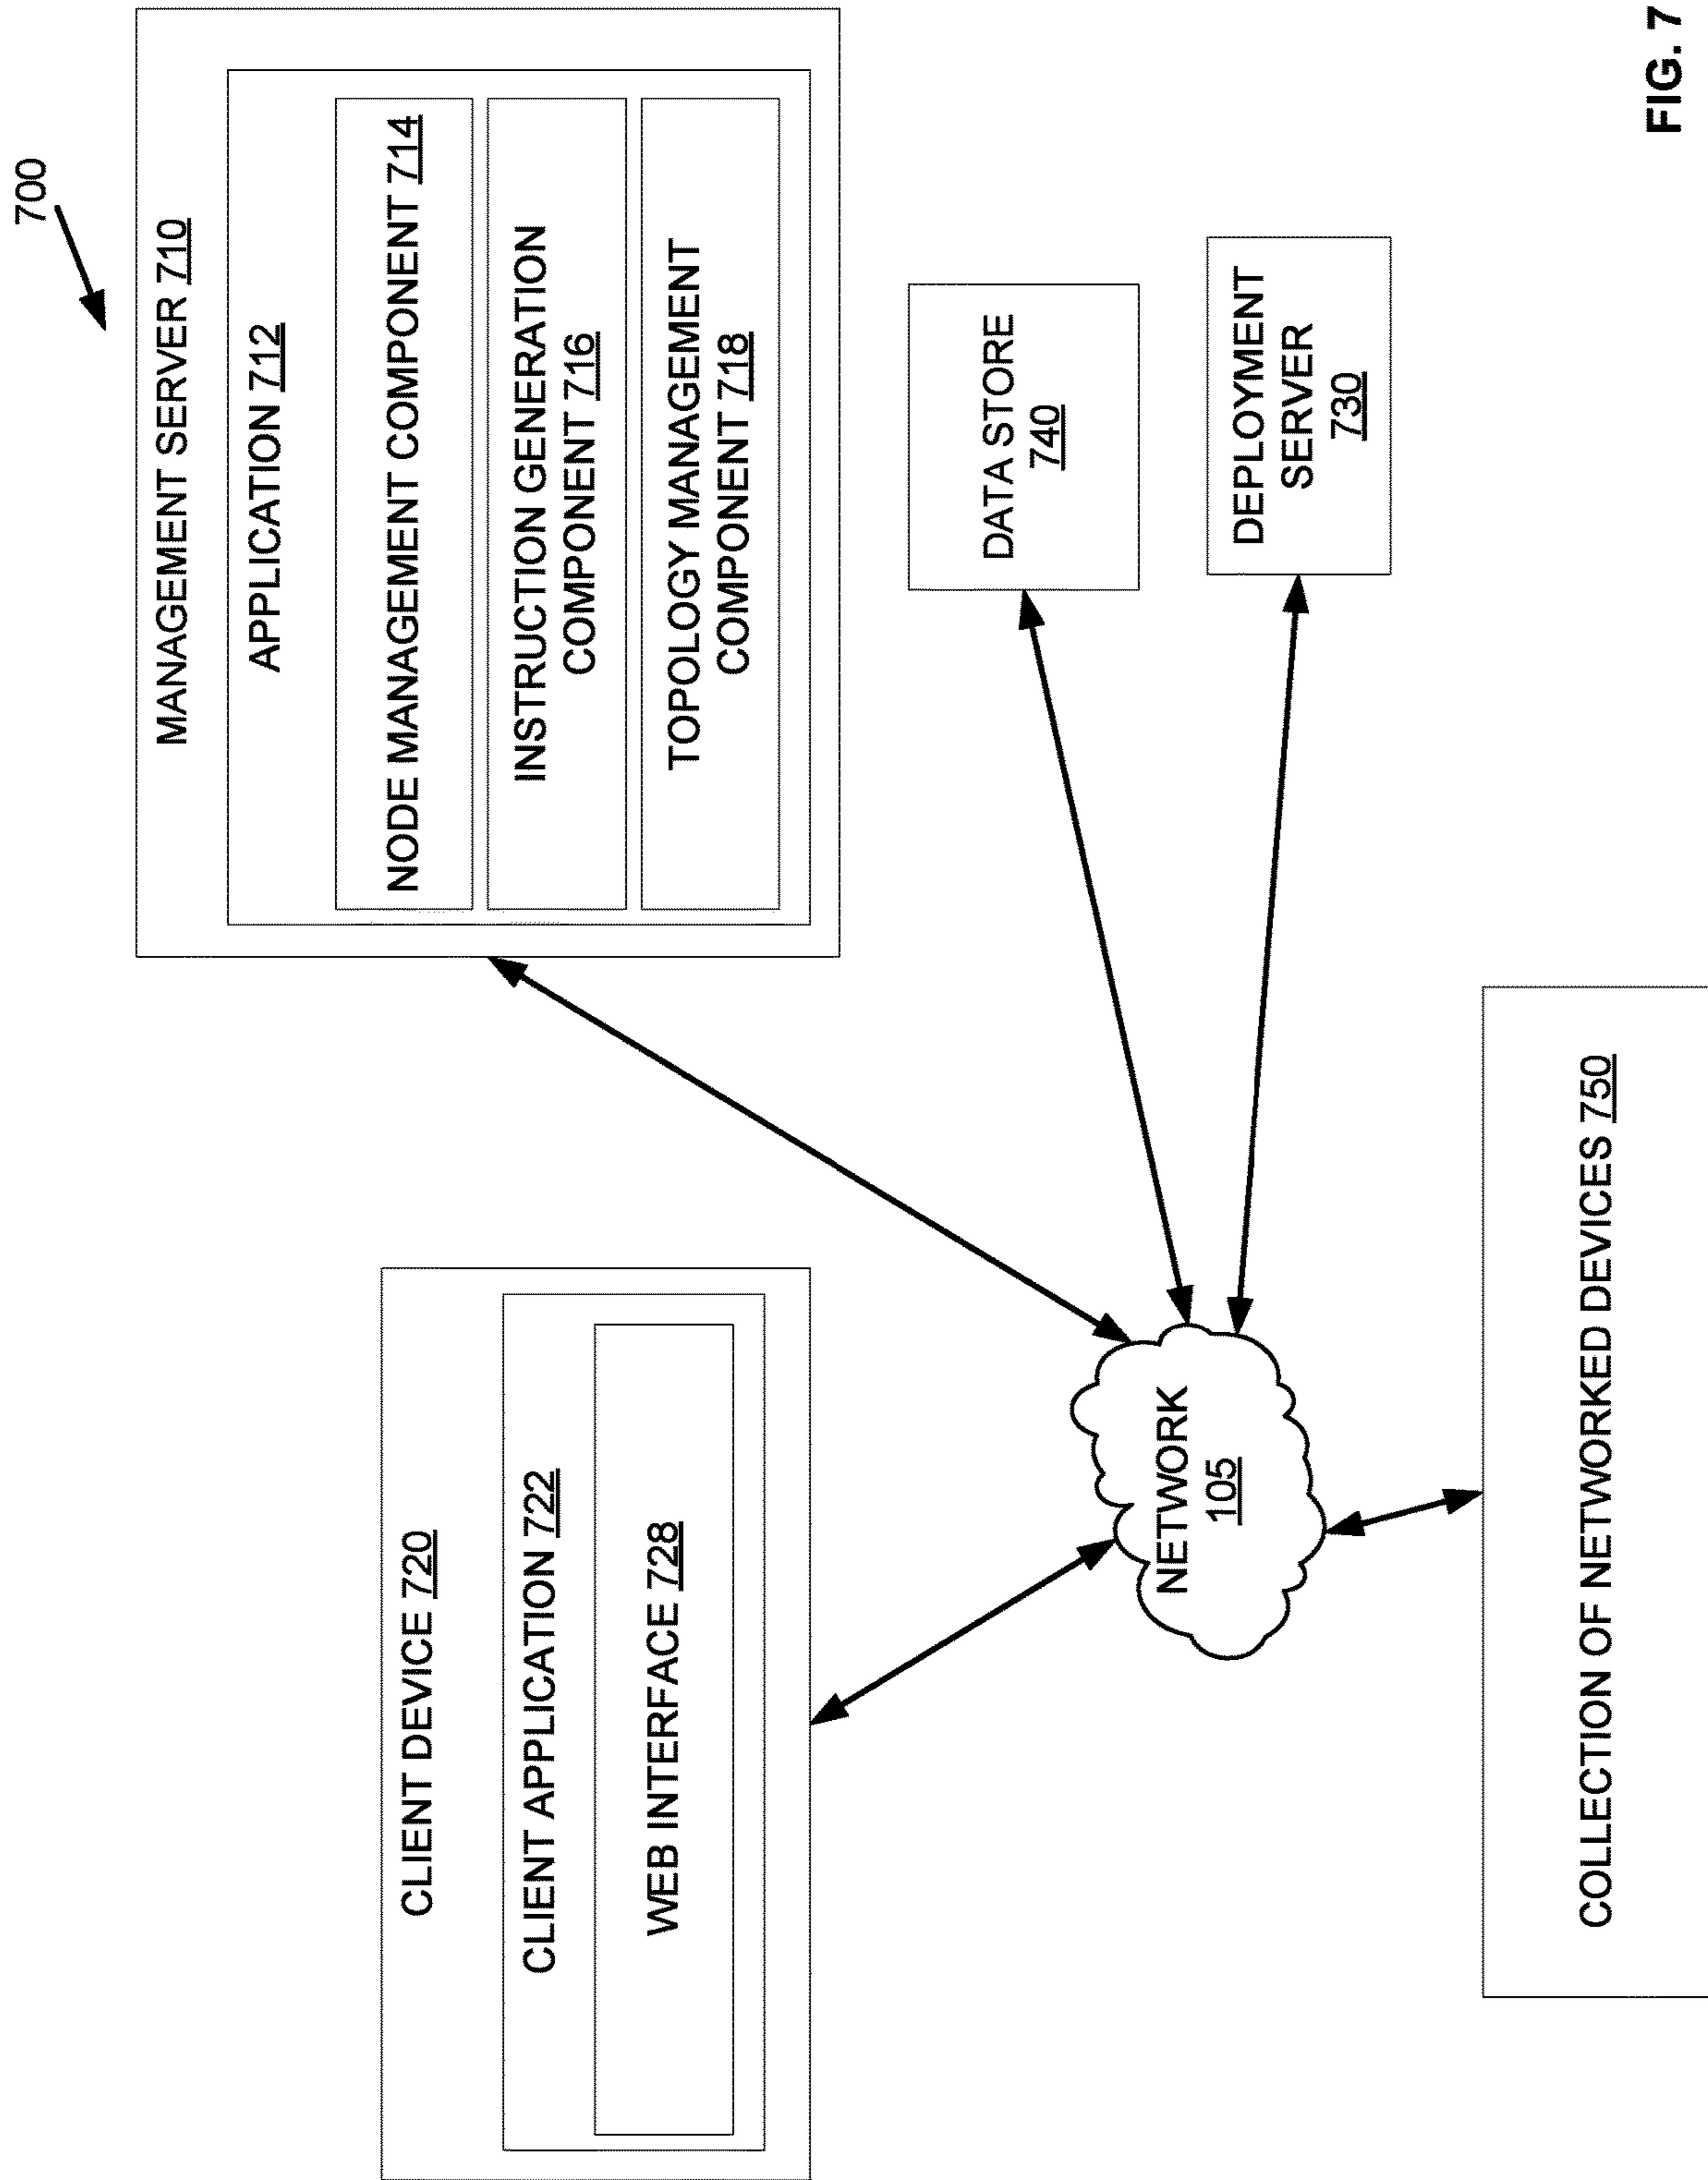 700
MANAGEMENT SERVER 710
APPLICATION 712
NODE MANAGEMENT COMPONENT 714
INSTRUCTION GENERATION
COMPONENT 716
TOPOLOGY MANAGEMENT
COMPONENT 718
CLIENT DEVICE 720
CLIENT APPLICATION 722
WEB INTERFACE 728
DATA STORE
740
DEPLOYMENT
SERVER
730
NETWORK
105
COLLECTION OF NETWORKED DEVICES 750
FIG. 7